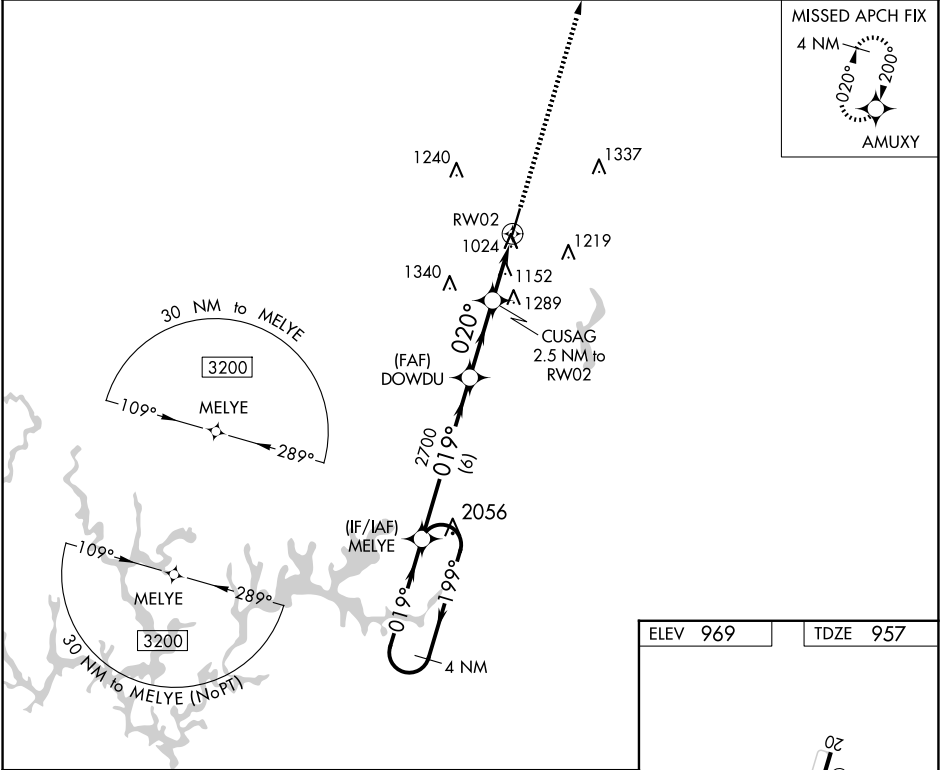 MISSED APCH FIX
4 NM
020°
200°
AMUXY
1240
1337
RW02
1024
1219
1340
1152
1289
30 NM to MELYE
020°
CUSAG
2.5 NM to
RW02
3200
(FAF)
DOWDU
MELYE
109°
289°
2700
019°
(6)
2056
(IF/IAF)
MELYE
109°
289°
MELYE
019°
199°
3200
30 NM to MELYE (NoPT)
4 NM
ELEV 969
TDZE 957
20